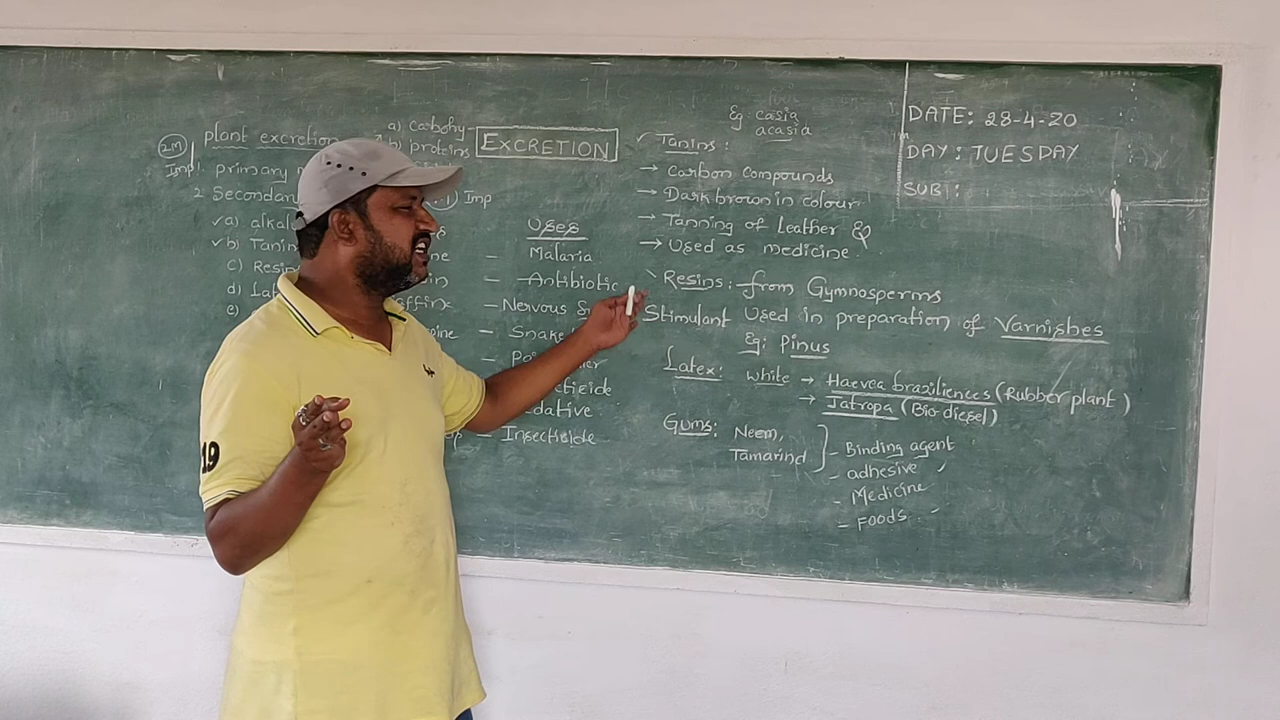 2M plant excretion
Imp! primary
2 Secondary
✓a) alkal
✓b) Tanin
c) Resin
d) Lat
e)
a) carbohy-
b) proteins
1) Imp
EXCRETION
Uses
Malaria
- Antibiotic
affine - Nervous S
Stimulant
- Snake
- Insecticide
19
Eg: casia
acasia
✓ Tanins:
→ Carbon compounds
→ Dark brown in colour
→ Tanning of Leather &
→ Used as medicine.
Resins: from Gymnosperms
Used in preparation of Varnishes
Eg: Pinus
Latex: white → Haevea braziliences (Rubber plant)
→ Jatropa (Bio diesel)
Gums: Neem,
Tamarind
- Binding agent
- adhesive
- Medicine
- Foods
DATE: 28-4-20
DAY: TUESDAY
SUB: